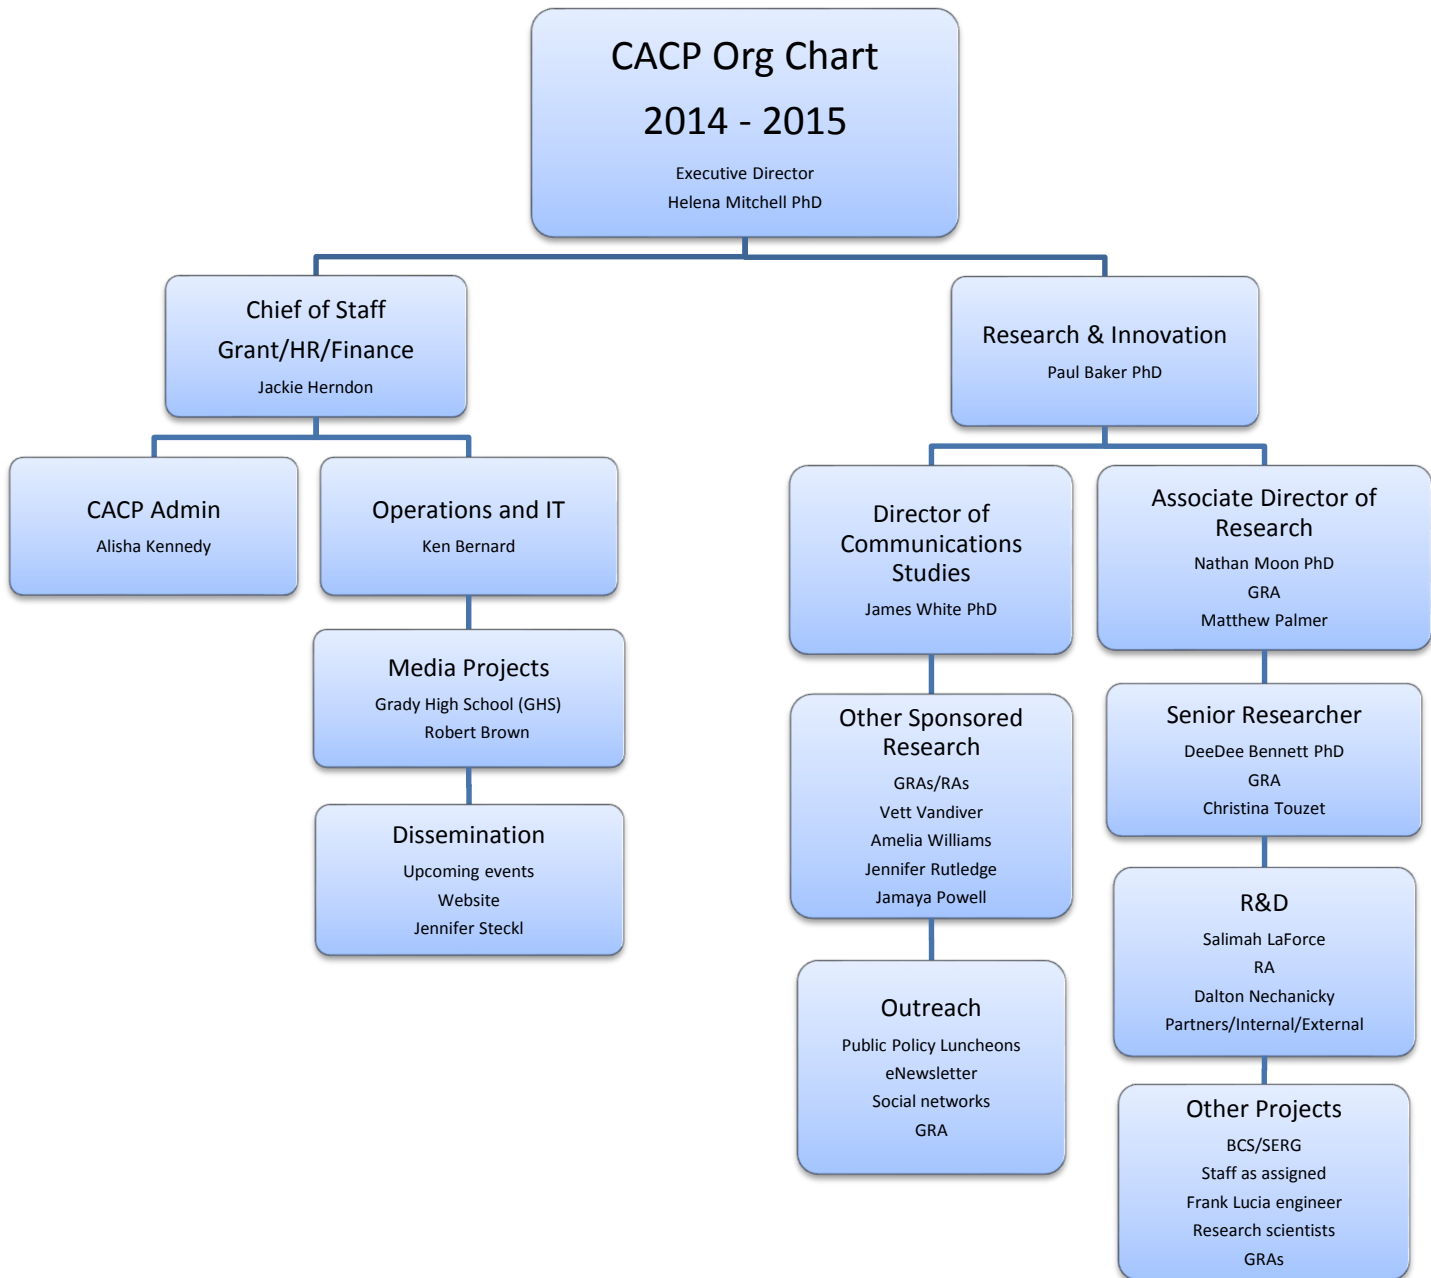 CACP Org Chart
2014 - 2015
Executive Director
Helena Mitchell PhD
Chief of Staff
Grant/HR/Finance
Jackie Herndon
Research & Innovation
Paul Baker PhD
CACP Admin
Alisha Kennedy
Operations and IT
Ken Bernard
Director of
Communications
Studies
James White PhD
Associate Director of
Research
Nathan Moon PhD
GRA
Matthew Palmer
Media Projects
Grady High School (GHS)
Robert Brown
Other Sponsored
Research
GRAs/RAs
Vett Vandiver
Amelia Williams
Jennifer Rutledge
Jamaya Powell
Senior Researcher
DeeDee Bennett PhD
GRA
Christina Touzet
Dissemination
Upcoming events
Website
Jennifer Steckl
R&D
Salimah LaForce
RA
Dalton Nechanicky
Partners/Internal/External
Outreach
Public Policy Luncheons
eNewsletter
Social networks
GRA
Other Projects
BCS/SERG
Staff as assigned
Frank Lucia engineer
Research scientists
GRAs